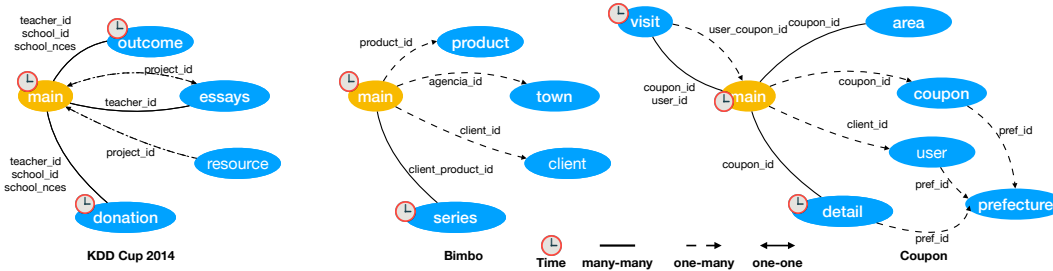 teacher_id
school_id
school_nces
outcome
main
project_id
essays
teacher_id
project_id
resource
teacher_id
school_id
school_nces
donation
KDD Cup 2014
product_id
product
main
agencia_id
town
client_id
client
client_product_id
series
Bimbo
visit
user_coupon_id
coupon_id
area
coupon_id
user_id
main
coupon_id
coupon
client_id
user
pref_id
pref_id
prefecture
coupon_id
detail
pref_id
Coupon
Time
many-many
one-many
one-one